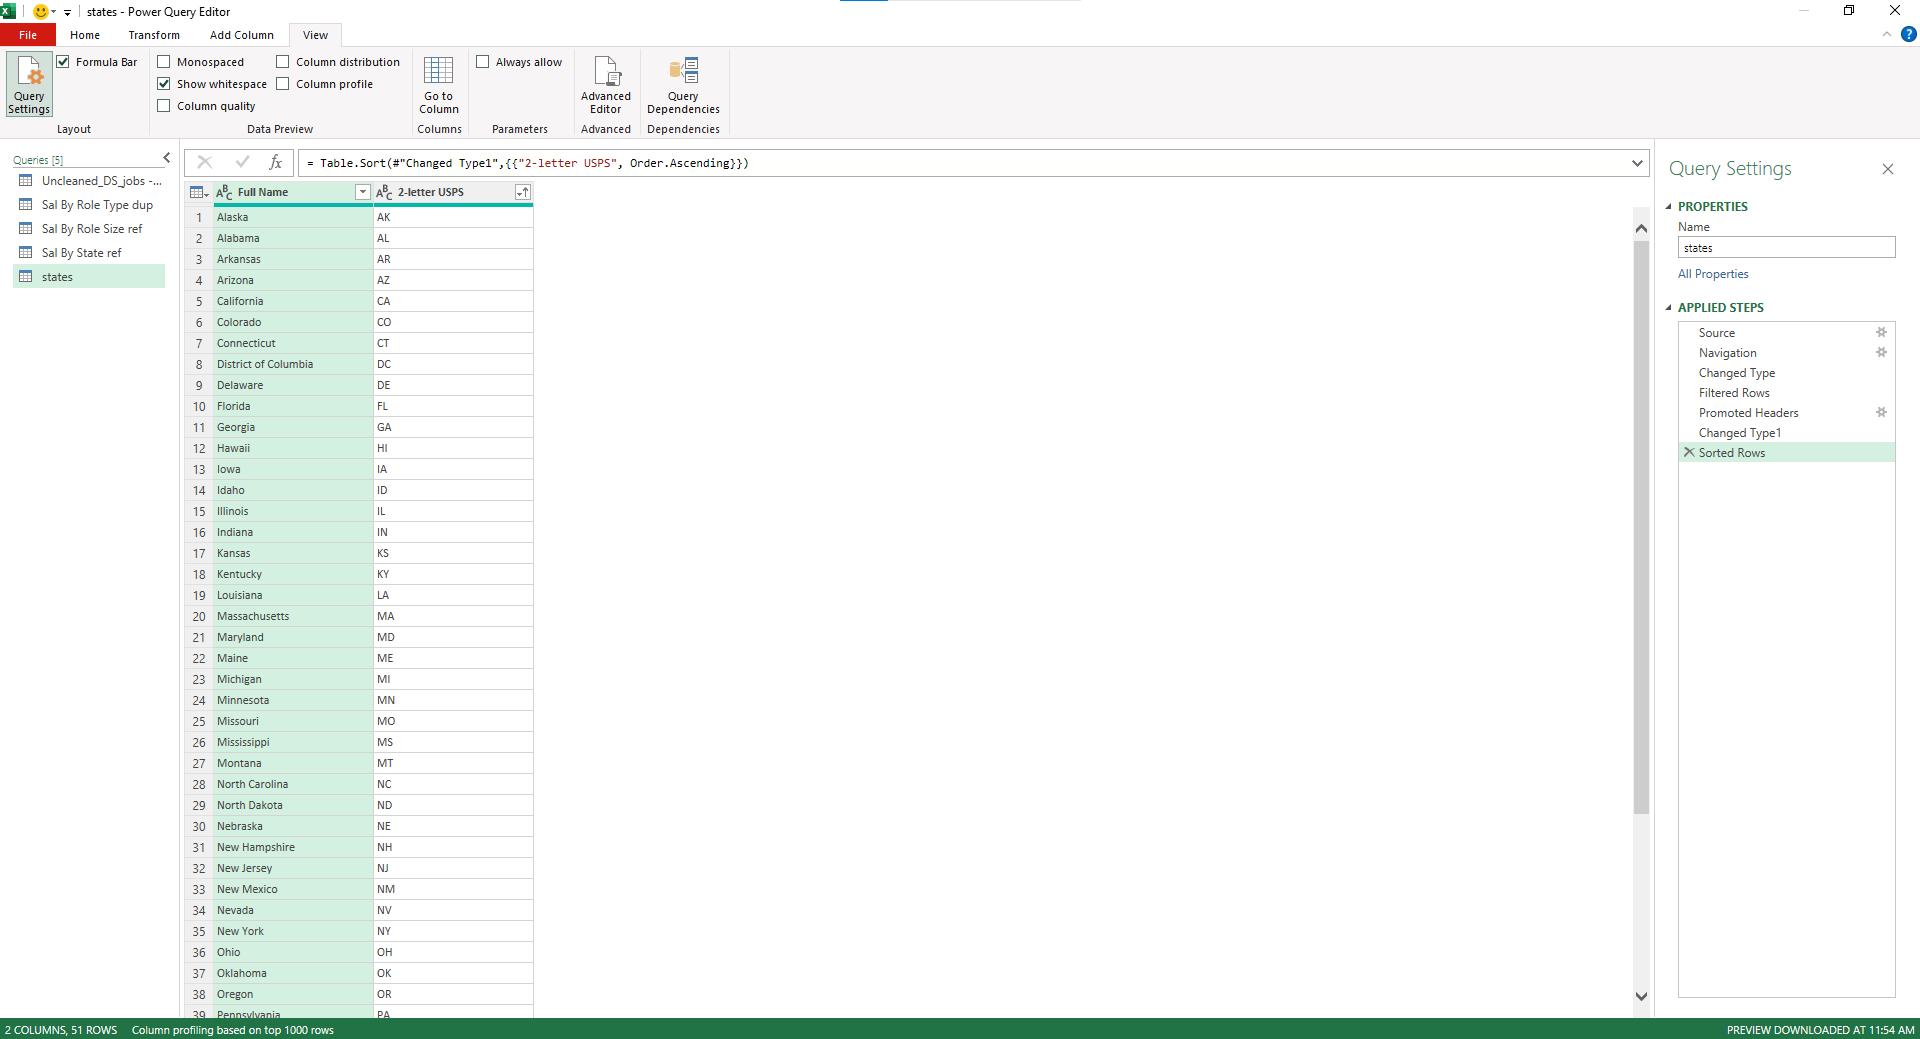 states - Power Query Editor
File Home Transform Add Column View
Query Settings
Formula Bar
Layout
Monospaced
Show whitespace
Column quality
Column distribution
Column profile
Data Preview
Go to Column
Columns
Always allow
Parameters
Advanced Editor
Advanced
Query Dependencies
Dependencies
Queries [5]
Uncleaned_DS_jobs -...
Sal By Role Type dup
Sal By Role Size ref
Sal By State ref
states
fx = Table.Sort(#"Changed Type1",{{"2-letter USPS", Order.Ascending}})
ABC Full Name ABC 2-letter USPS
1 Alaska AK
2 Alabama AL
3 Arkansas AR
4 Arizona AZ
5 California CA
6 Colorado CO
7 Connecticut CT
8 District of Columbia DC
9 Delaware DE
10 Florida FL
11 Georgia GA
12 Hawaii HI
13 Iowa IA
14 Idaho ID
15 Illinois IL
16 Indiana IN
17 Kansas KS
18 Kentucky KY
19 Louisiana LA
20 Massachusetts MA
21 Maryland MD
22 Maine ME
23 Michigan MI
24 Minnesota MN
25 Missouri MO
26 Mississippi MS
27 Montana MT
28 North Carolina NC
29 North Dakota ND
30 Nebraska NE
31 New Hampshire NH
32 New Jersey NJ
33 New Mexico NM
34 Nevada NV
35 New York NY
36 Ohio OH
37 Oklahoma OK
38 Oregon OR
39 Pennsylvania PA
Query Settings
PROPERTIES
Name
states
All Properties
APPLIED STEPS
Source
Navigation
Changed Type
Filtered Rows
Promoted Headers
Changed Type1
Sorted Rows
2 COLUMNS, 51 ROWS Column profiling based on top 1000 rows
PREVIEW DOWNLOADED AT 11:54 AM